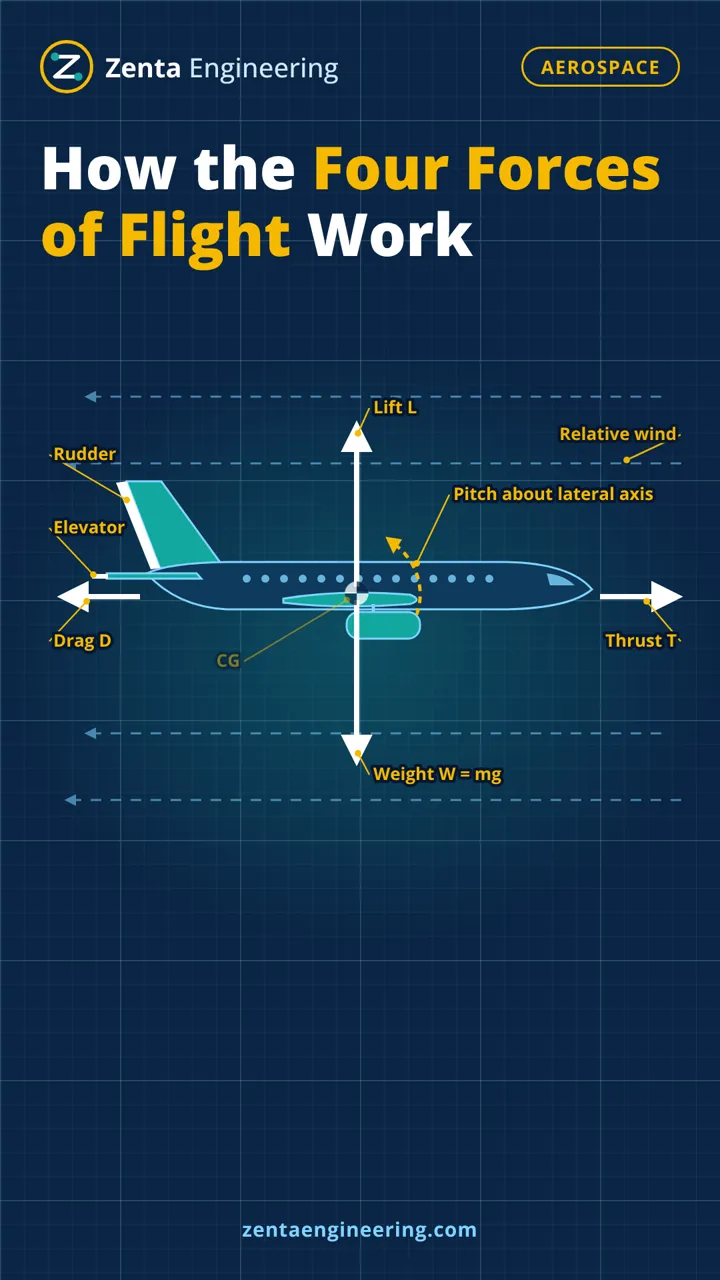 Zenta Engineering
AEROSPACE
How the Four Forces
of Flight Work
Lift L
Relative wind
Rudder
Pitch about lateral axis
Elevator
Drag D
Thrust T
CG
Weight W = mg
zentaengineering.com